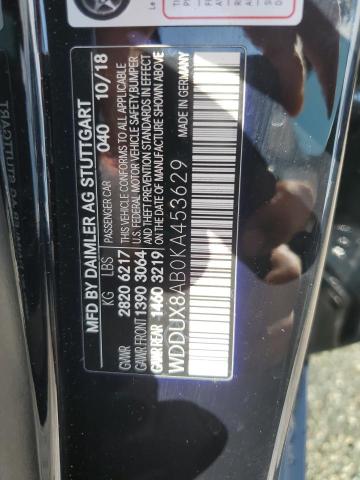 MFD BY DAIMLER AG STUTTGART
PASSENGER CAR 040 10/18
KG LBS
GVWR 2820 6217
GAWR FRONT 1390 3064
GAWR REAR 1460 3219
THIS VEHICLE CONFORMS TO ALL APPLICABLE
U.S. FEDERAL MOTOR VEHICLE SAFETY/BUMPER
AND THEFT PREVENTION STANDARDS IN EFFECT
ON THE DATE OF MANUFACTURE SHOWN ABOVE
WDDUX8AB0KA453629
MADE IN GERMANY